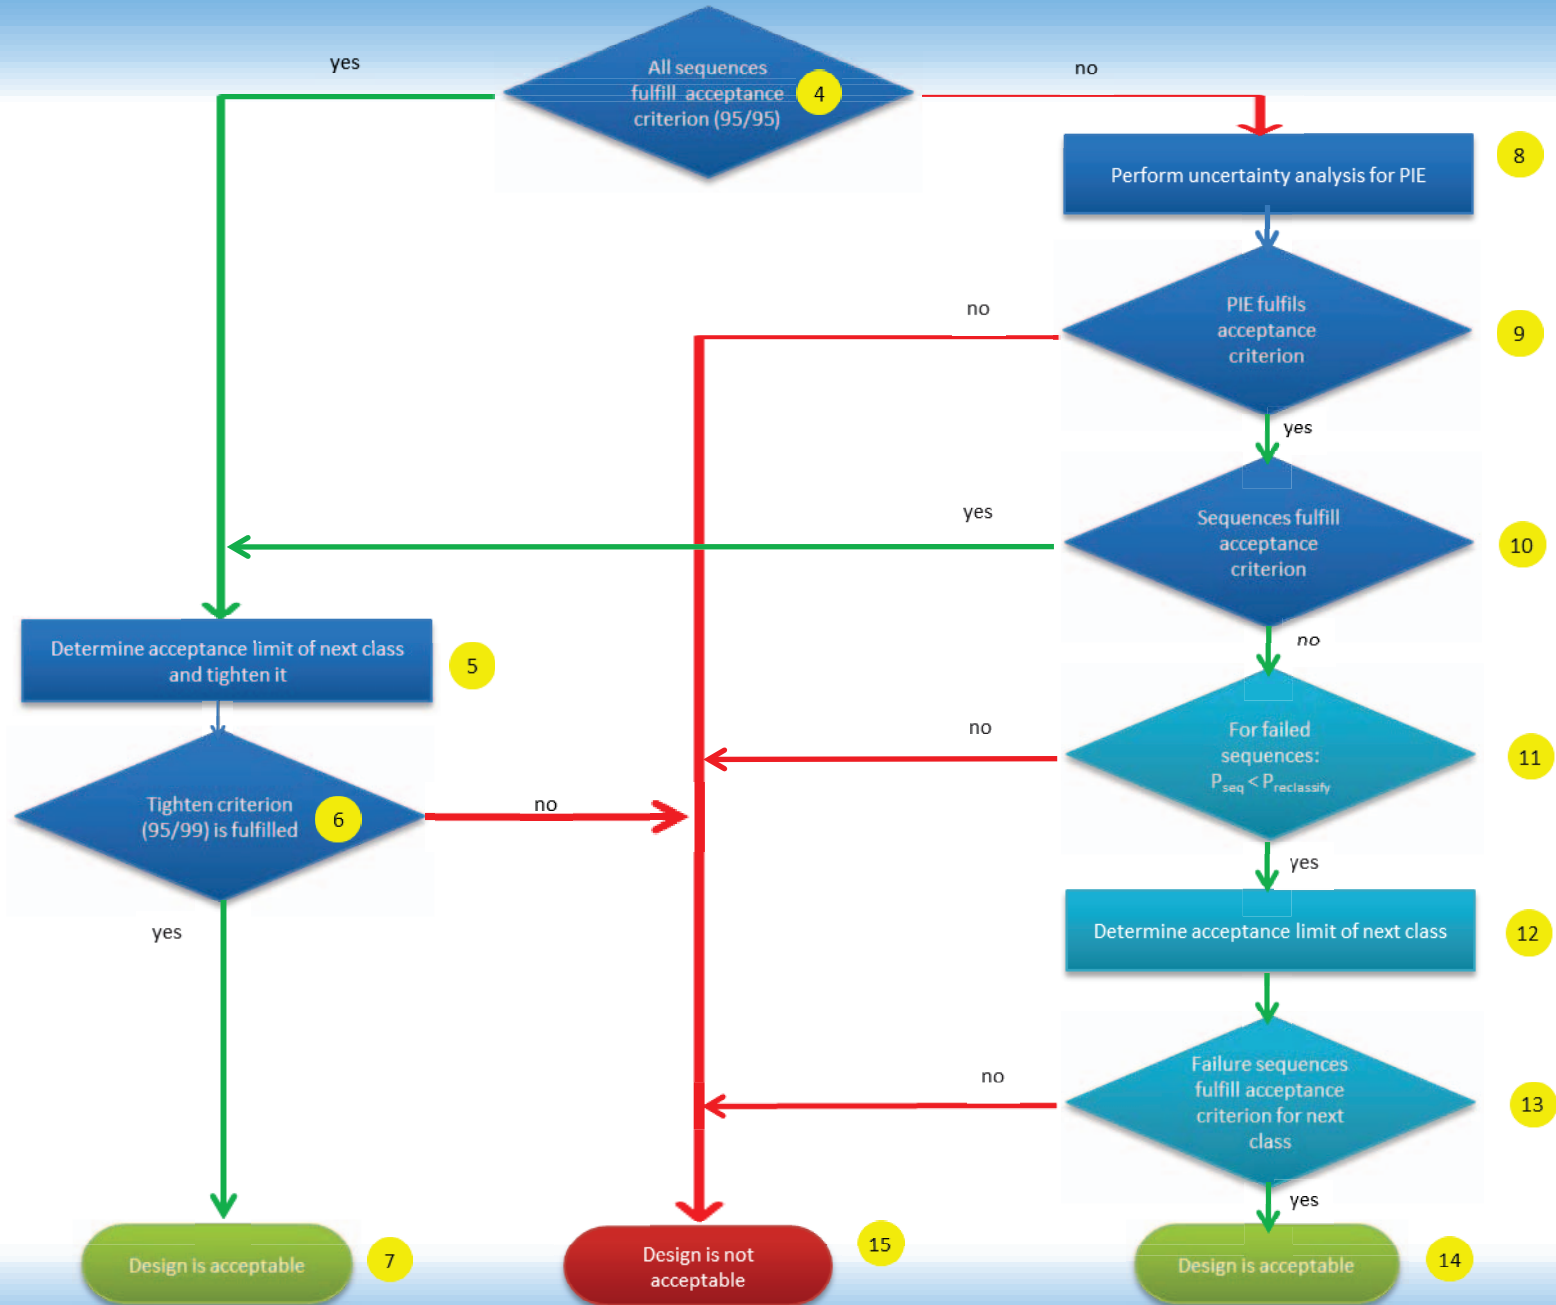 yes
All sequences
fulfill acceptance
criterion (95/95)
4
no
Perform uncertainty analysis for PIE
8
no
PIE fulfils
acceptance
criterion
9
yes
yes
Sequences fulfill
acceptance
criterion
10
no
Determine acceptance limit of next class
and tighten it
5
no
For failed
sequences:
Pseq < Preclassify
11
Tighten criterion
(95/99) is fulfilled
6
no
yes
yes
Determine acceptance limit of next class
12
no
Failure sequences
fulfill acceptance
criterion for next
class
13
yes
Design is acceptable
7
Design is not
acceptable
15
Design is acceptable
14